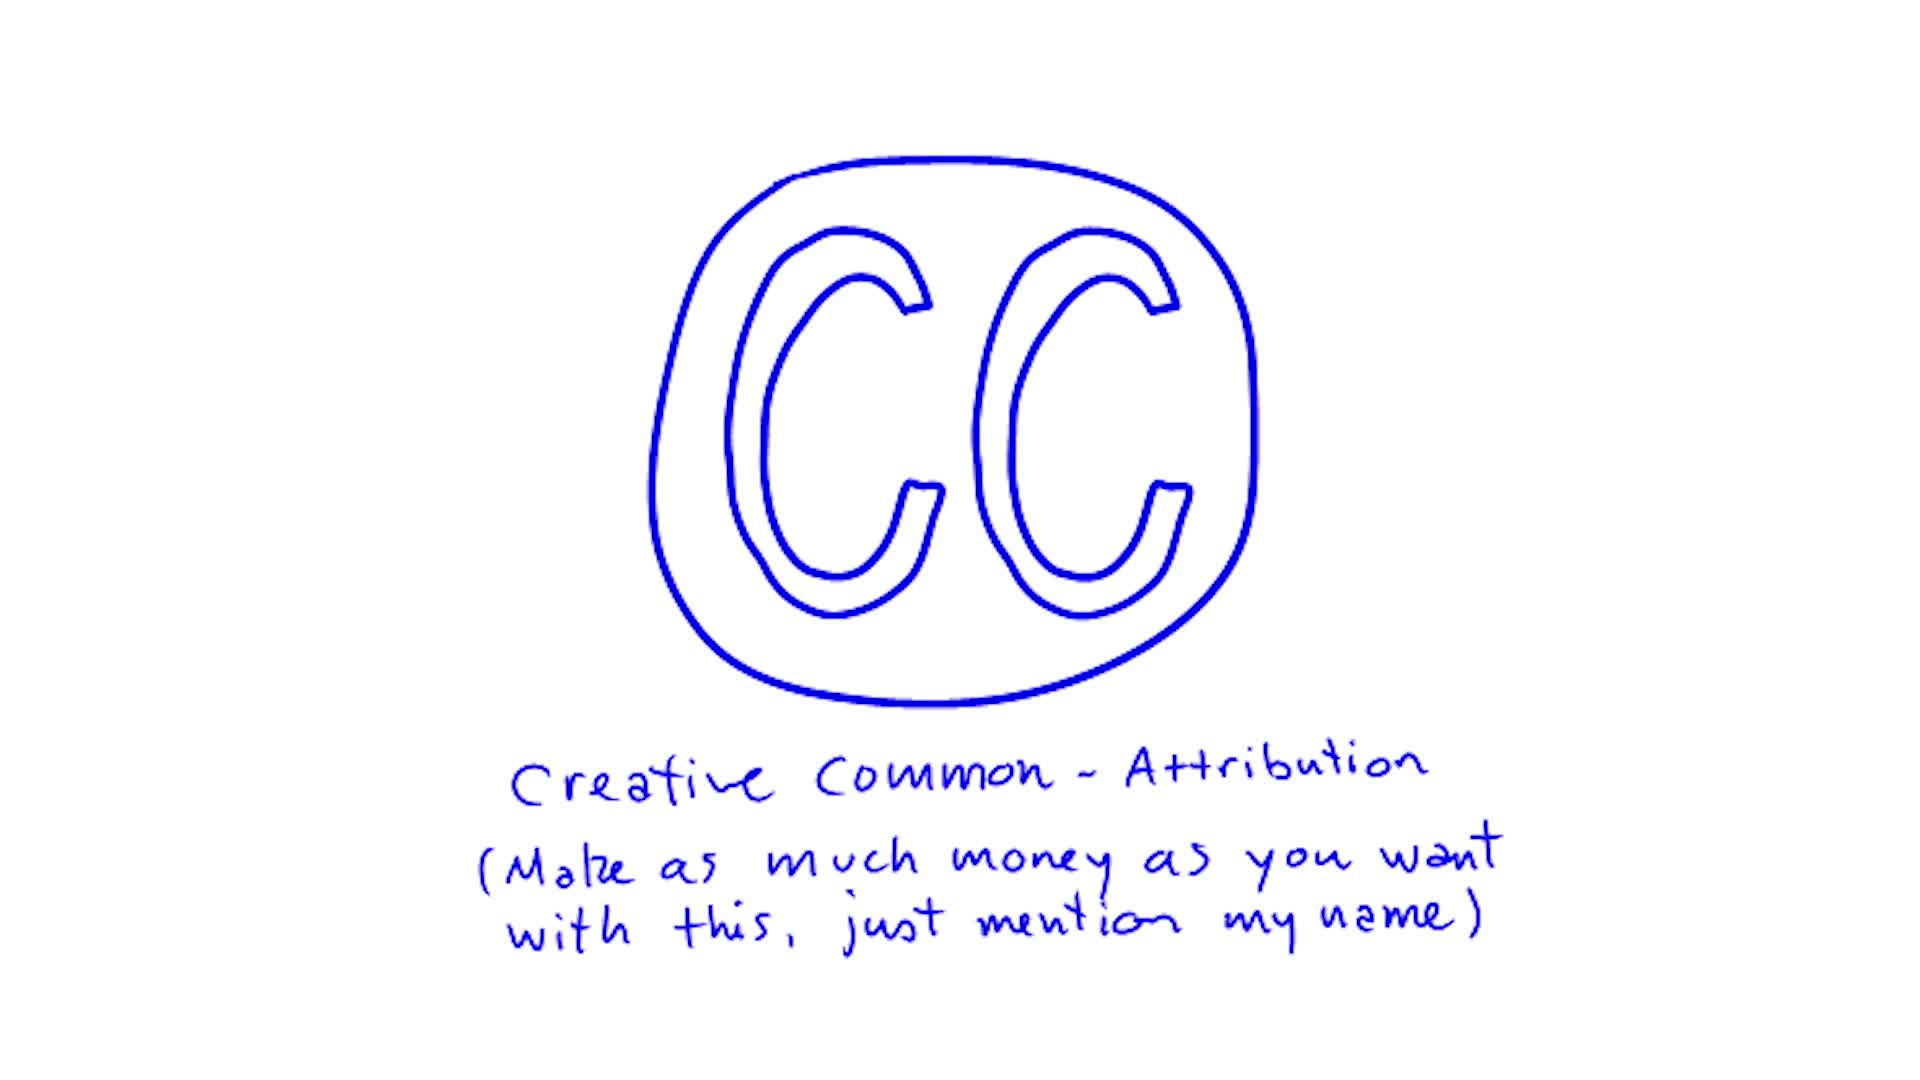 CC
Creative Common - Attribution
(Make as much money as you want
with this, just mention my name)